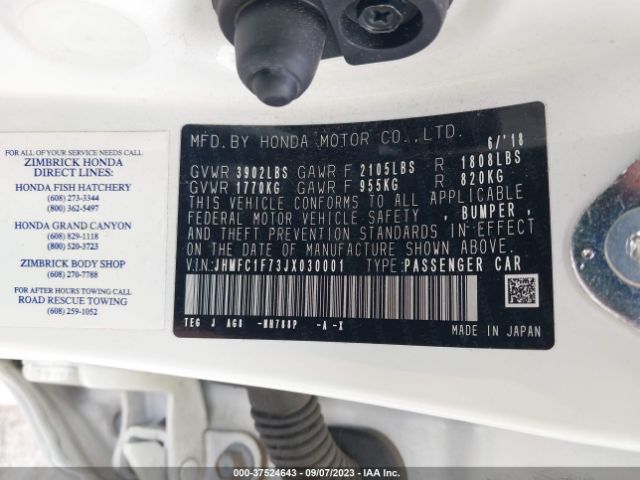 FOR ALL OF YOUR SERVICE NEEDS CALL
ZIMBRICK HONDA
DIRECT LINES:
HONDA FISH HATCHERY
(608) 273-3344
(800) 362-5497
HONDA GRAND CANYON
(608) 829-1118
(800) 520-3723
ZIMBRICK BODY SHOP
(608) 270-7788
FOR AFTER HOURS TOWING CALL
ROAD RESCUE TOWING
(608) 259-1052
MFD.BY HONDA MOTOR CO.,LTD. 6/'18
GVWR 3902LBS GAWR F 2105LBS R 1808LBS
GVWR 1770KG GAWR F 955KG R 820KG
THIS VEHICLE CONFORMS TO ALL APPLICABLE
FEDERAL MOTOR VEHICLE SAFETY , BUMPER ,
AND THEFT PREVENTION STANDARDS IN EFFECT
ON THE DATE OF MANUFACTURE SHOWN ABOVE.
V.I.N:JHMFC1F73JX030001 TYPE:PASSENGER CAR
TEG J AG8 -NH788P -A -X
MADE IN JAPAN
000-37524643 - 09/07/2023 - IAA Inc.